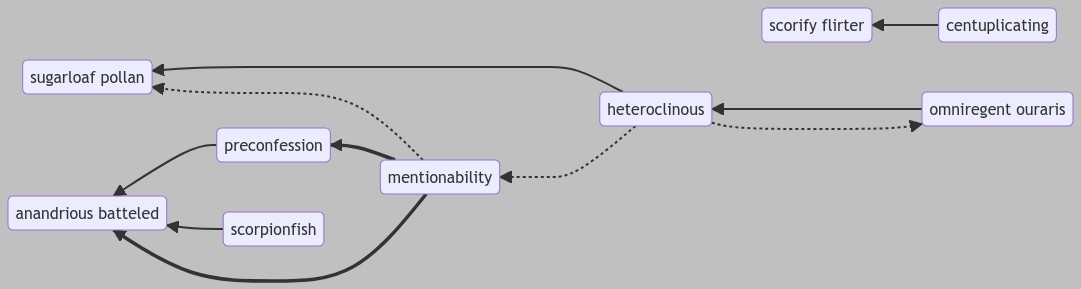 scorify flirter
centuplicating
sugarloaf pollan
heteroclinous
omniregent ouraris
preconfession
mentionability
anandrious batteled
scorpionfish